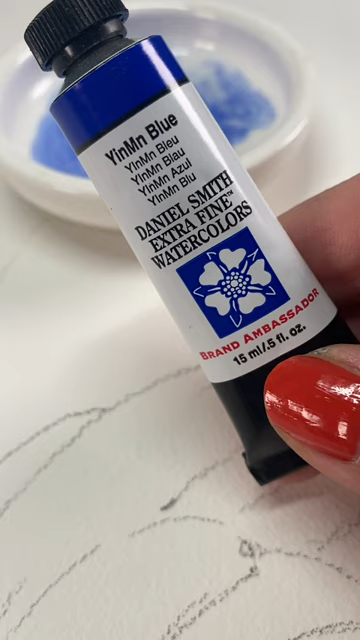 YInMn Blue
YInMn Bleu
YInMn Blau
YInMn Azul
YInMn Blu
DANIEL SMITH
EXTRA FINE™
WATERCOLORS
BRAND AMBASSADOR
15 ml/.5 fl. oz.